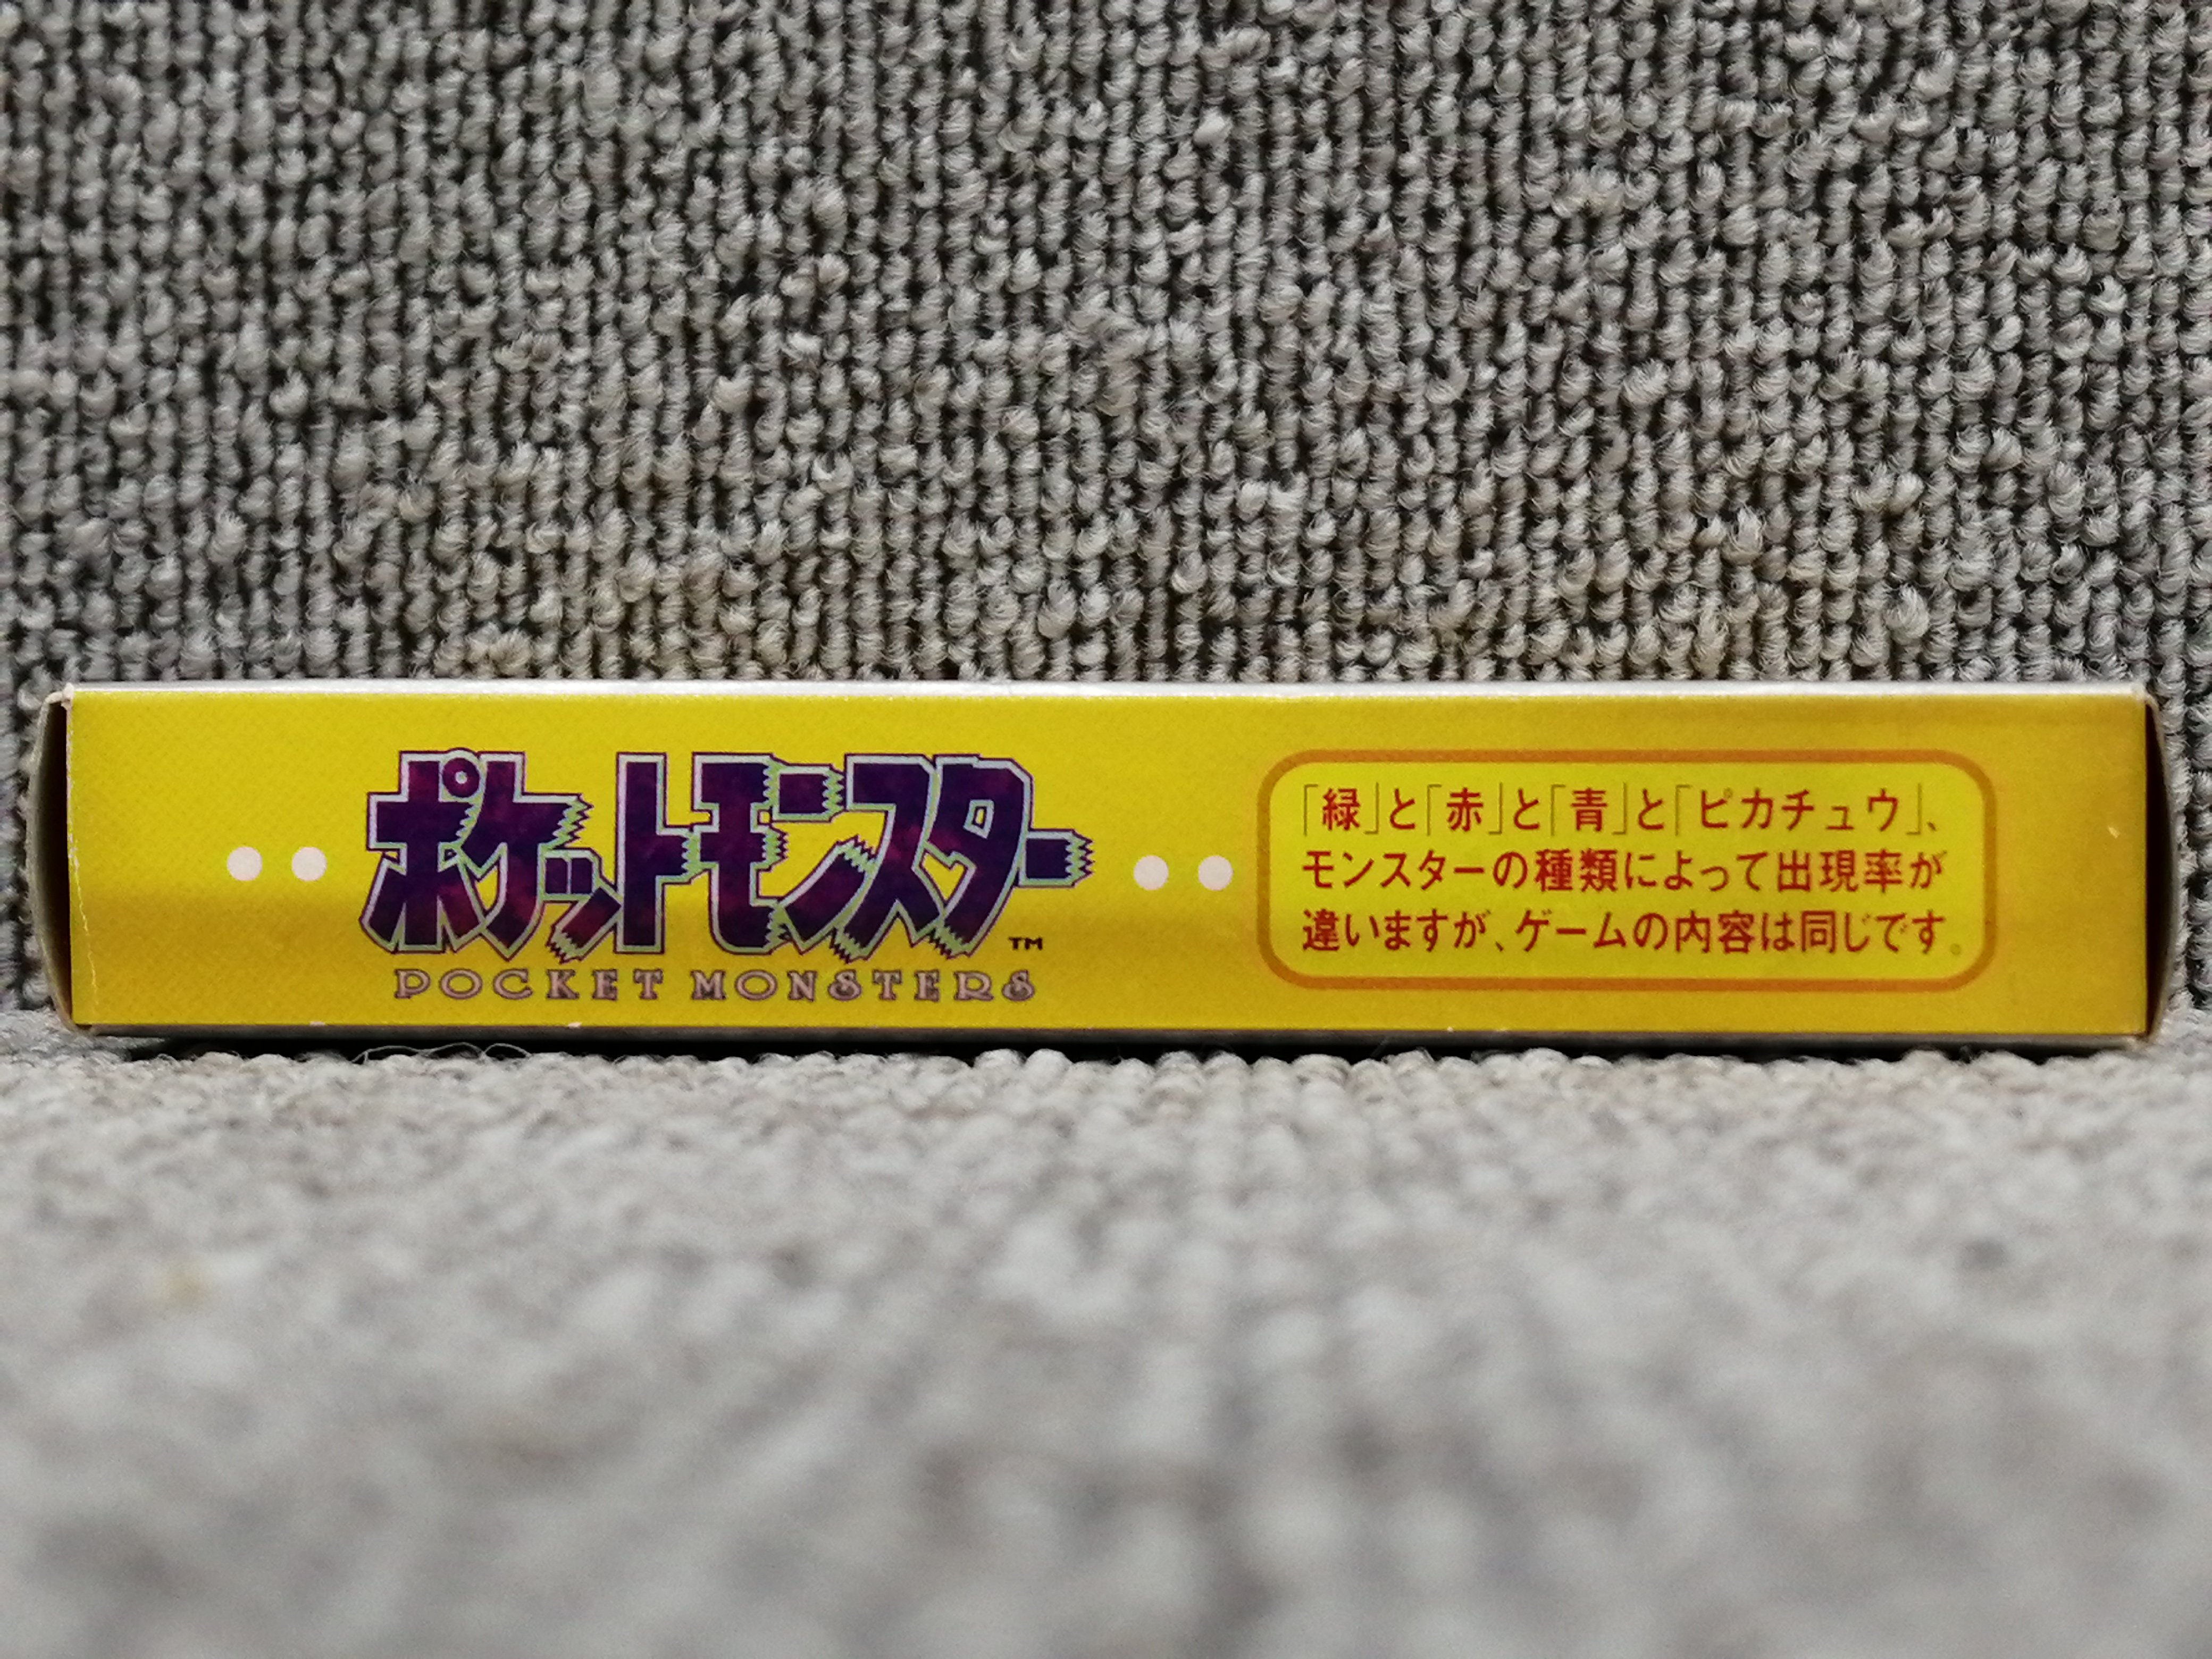 ポケットモンスター
TM
POCKET MONSTERS
「緑」と「赤」と「青」と「ピカチュウ」、
モンスターの種類によって出現率が
違いますが、ゲームの内容は同じです。